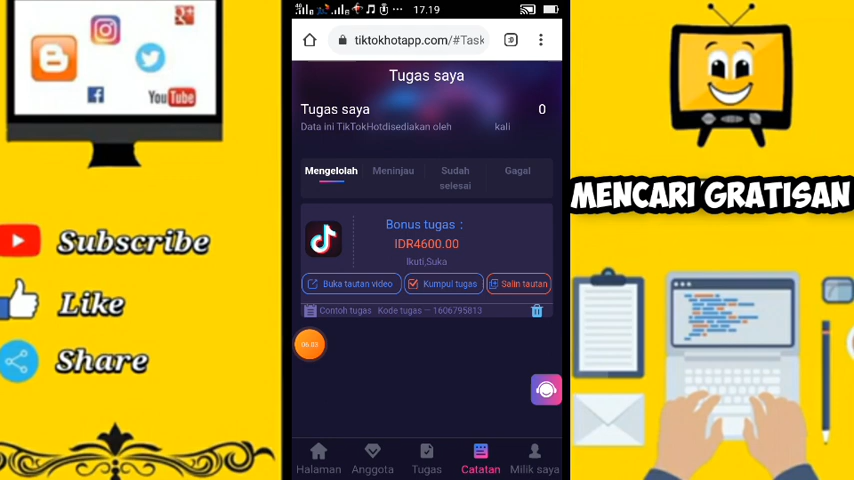 17.19
tiktokhotapp.com/#Task
Tugas saya
Tugas saya 0
Data ini TikTokHotdisediakan oleh kali
Mengelolah Meninjau Sudah selesai Gagal
Bonus tugas :
IDR4600.00
Ikuti,Suka
Buka tautan video Kumpul tugas Salin tautan
Contoh tugas Kode tugas — 1606795813
06:03
Halaman Anggota Tugas Catatan Milik saya
YouTube
Subscribe
Like
Share
MENCARI GRATISAN